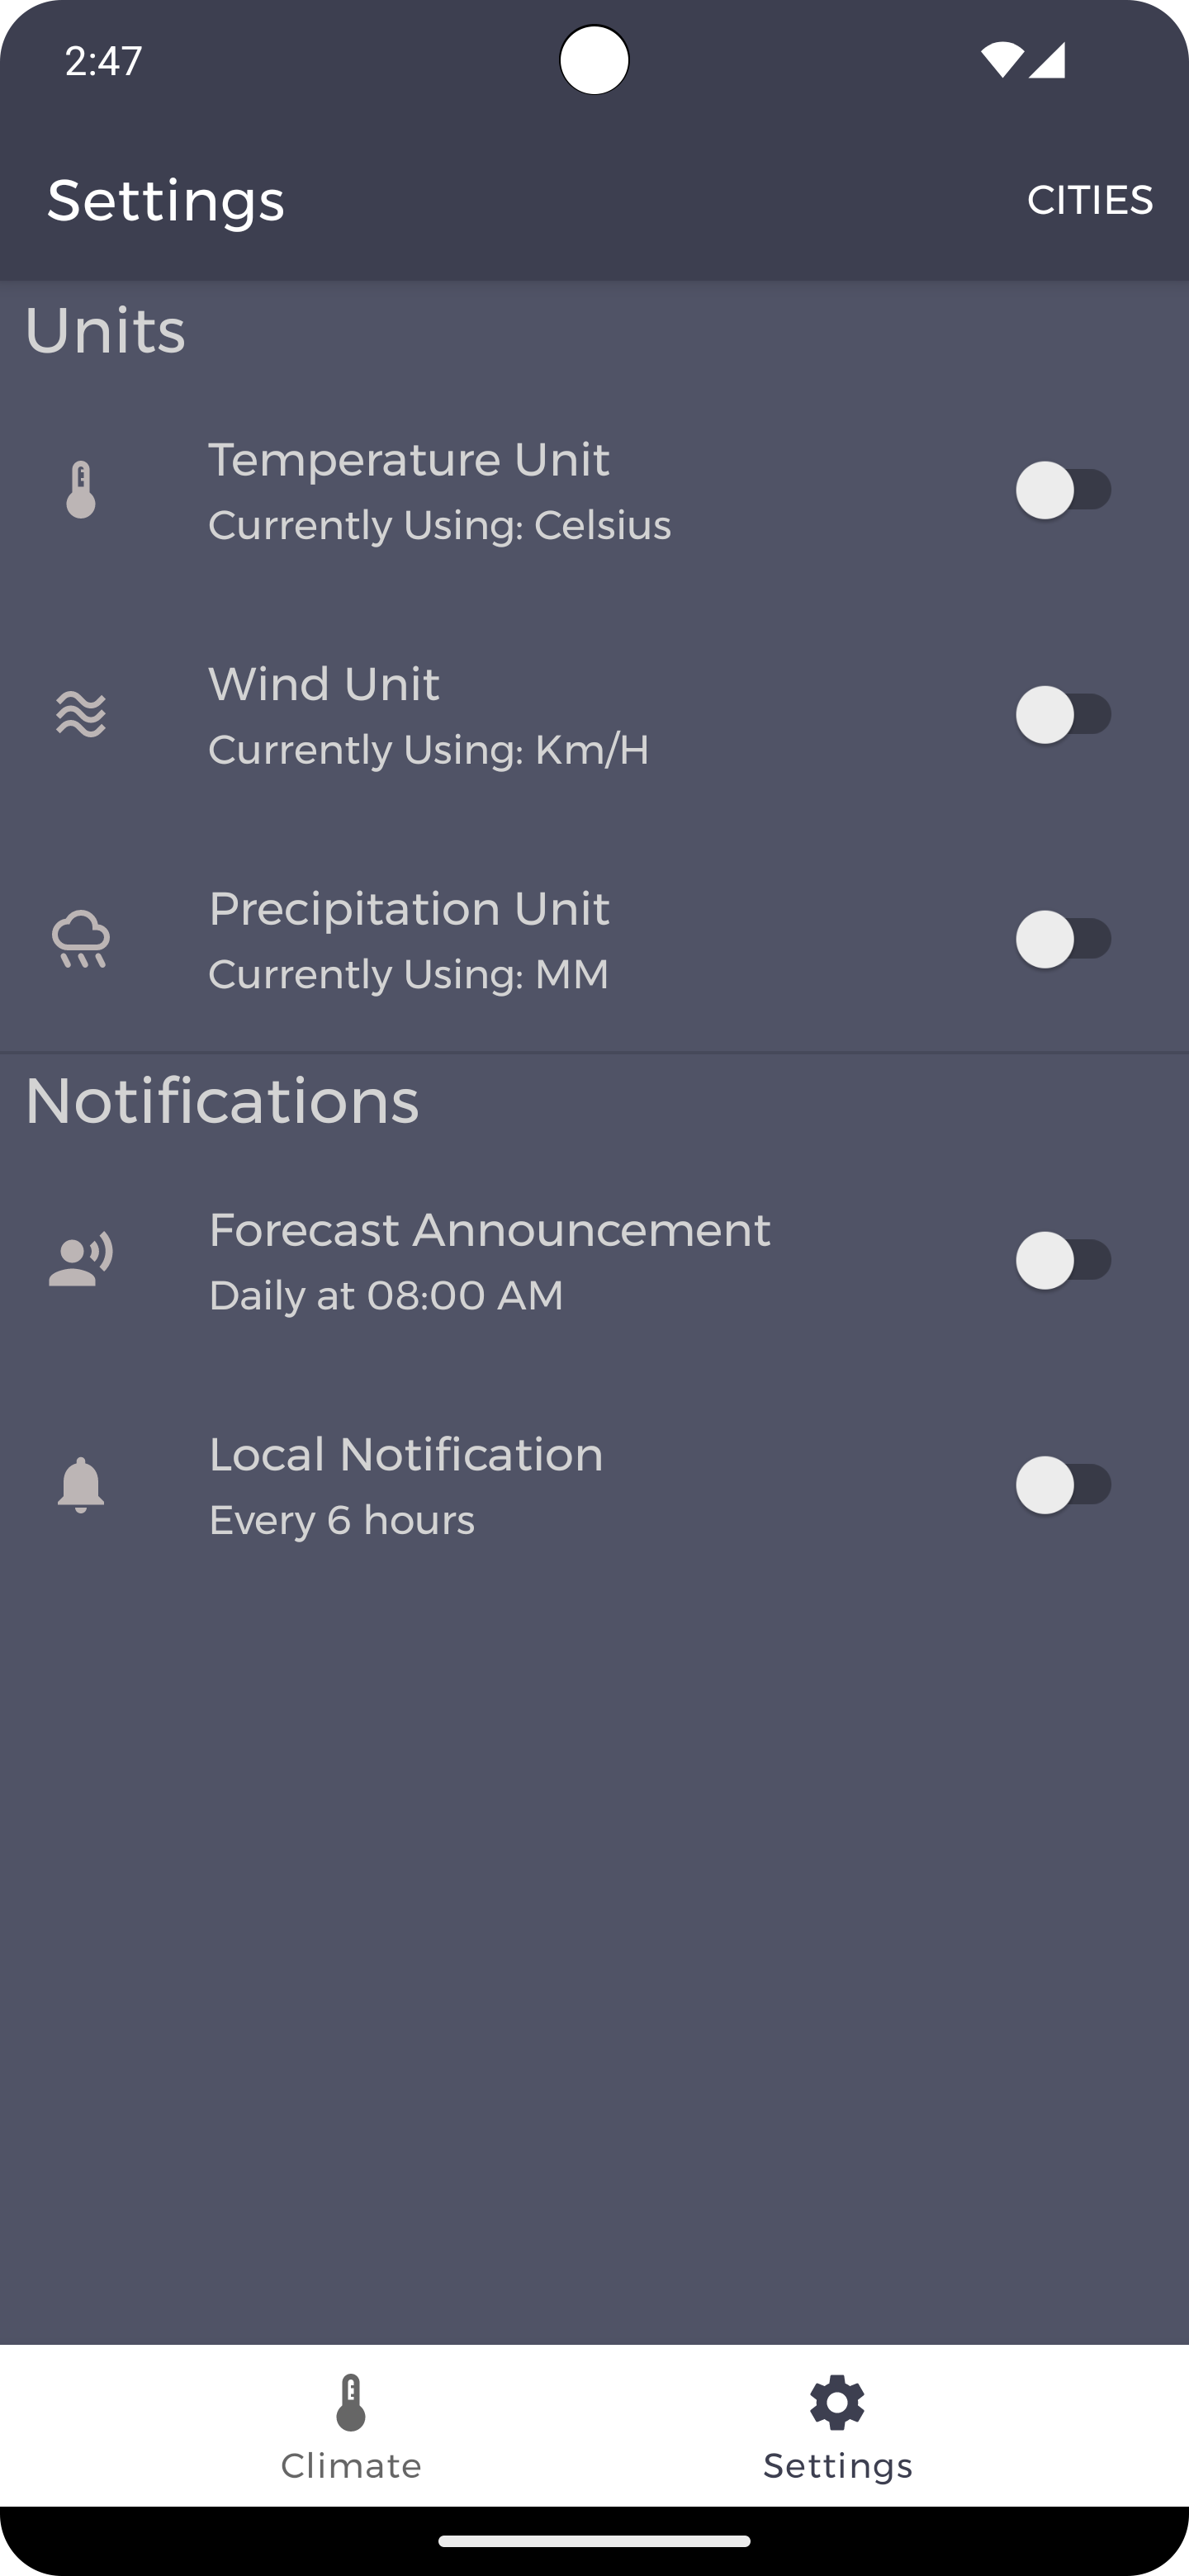 2:47
Settings
CITIES
Units
Temperature Unit
Currently Using: Celsius
Wind Unit
Currently Using: Km/H
Precipitation Unit
Currently Using: MM
Notifications
Forecast Announcement
Daily at 08:00 AM
Local Notification
Every 6 hours
Climate
Settings